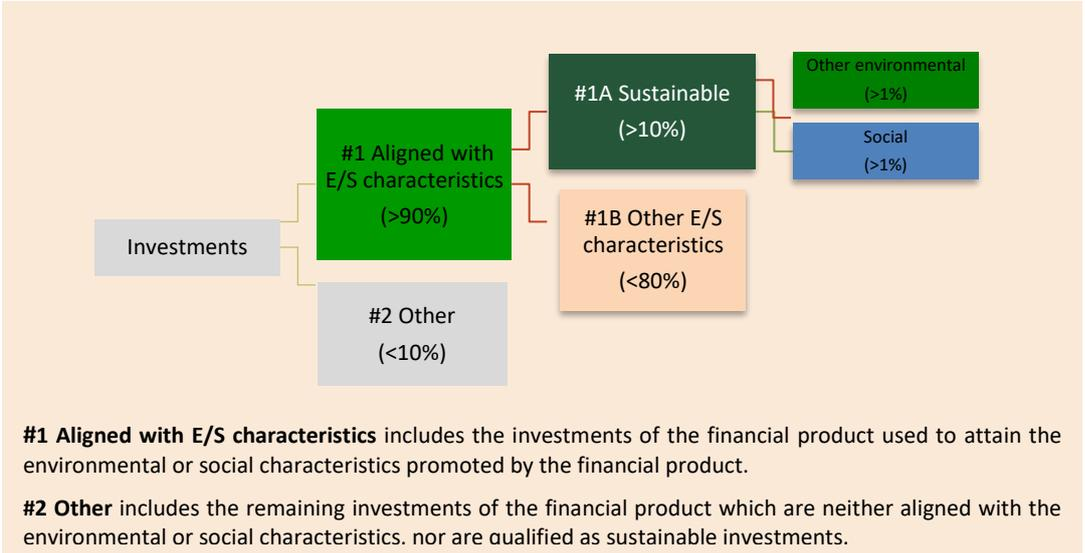 Investments
#1 Aligned with
E/S characteristics
(>90%)
#2 Other
(<10%)
#1A Sustainable
(>10%)
#1B Other E/S
characteristics
(<80%)
Other environmental
(>1%)
Social
(>1%)
#1 Aligned with E/S characteristics includes the investments of the financial product used to attain the
environmental or social characteristics promoted by the financial product.
#2 Other includes the remaining investments of the financial product which are neither aligned with the
environmental or social characteristics, nor are qualified as sustainable investments.